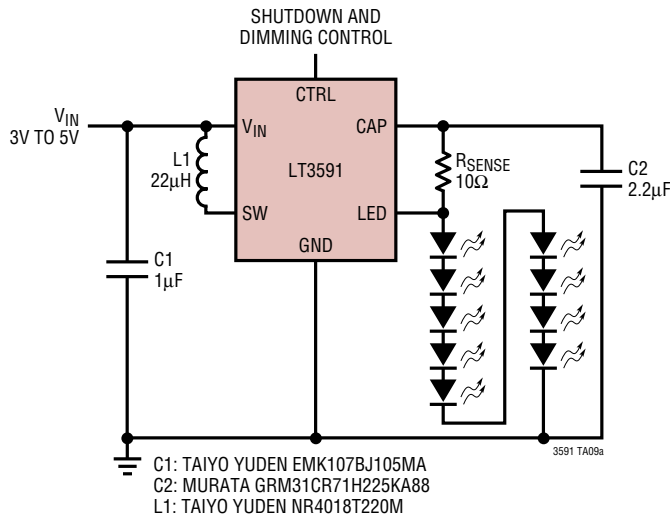 SHUTDOWN AND
DIMMING CONTROL
CTRL
VIN
3V TO 5V
VIN
CAP
L1
22µH
LT3591
RSENSE
10Ω
C2
2.2µF
SW
LED
GND
C1
1µF
3591 TA09a
C1: TAIYO YUDEN EMK107BJ105MA
C2: MURATA GRM31CR71H225KA88
L1: TAIYO YUDEN NR4018T220M